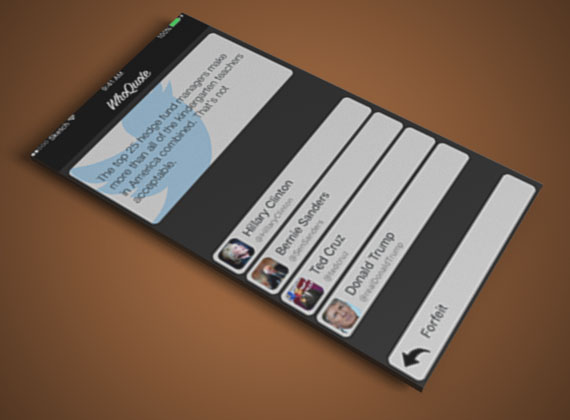 Sketch
9:41 AM
100%
WhoQuote
The top 25 hedge fund managers make
more than all of the kindergarten teachers
in America combined. That's not
acceptable.
Hillary Clinton
@HillaryClinton
Bernie Sanders
@SenSanders
Ted Cruz
@tedcruz
Donald Trump
@realDonaldTrump
Forfeit